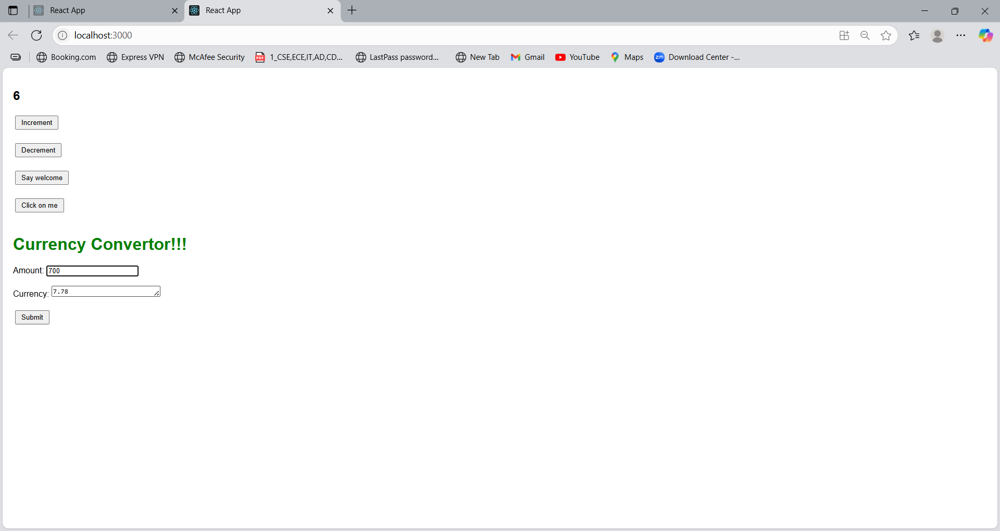 React App
React App
localhost:3000
Booking.com
Express VPN
McAfee Security
PDF
1_CSE,ECE,IT,AD,CD...
LastPass password...
New Tab
Gmail
YouTube
Maps
zm
Download Center -...
6
Increment
Decrement
Say welcome
Click on me
Currency Convertor!!!
Amount: 700
Currency: 7.78
Submit